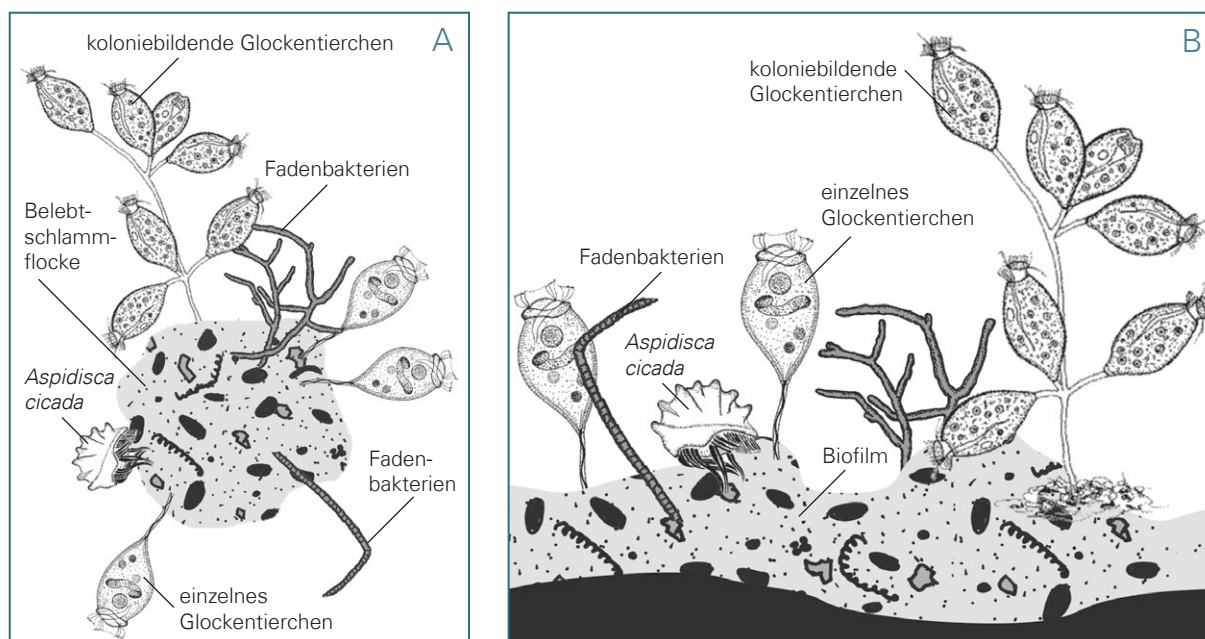 A
koloniebildende Glockentierchen
Fadenbakterien
Belebt-
schlamm-
flocke
Aspidisca
cicada
Faden-
bakterien
einzelnes
Glockentierchen
B
koloniebildende
Glockentierchen
einzelnes
Glockentierchen
Fadenbakterien
Aspidisca
cicada
Biofilm